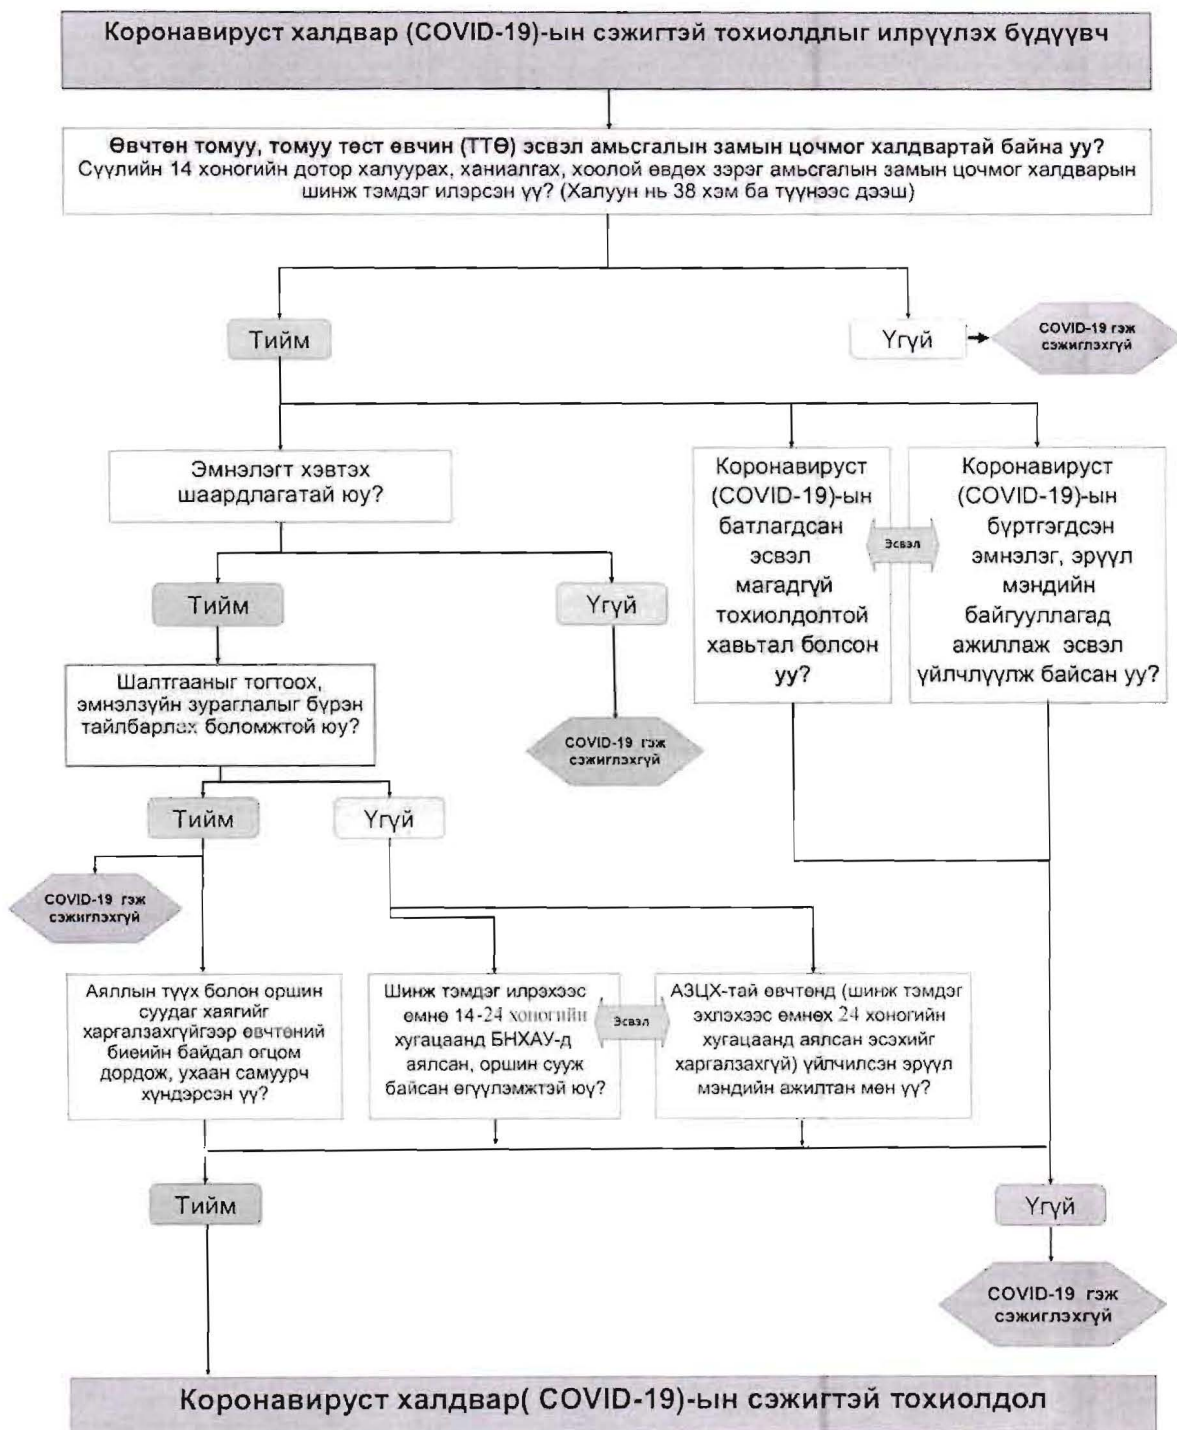 Коронавируст халдвар (COVID-19)-ын сэжигтэй тохиолдлыг илрүүлэх бүдүүвч
Өвчтөн томуу, томуу төст өвчин (ТТӨ) эсвэл амьсгалын замын цочмог халдвартай байна уу?
Сүүлийн 14 хоногийн дотор халуурах, ханиалгах, хоолой өвдөх зэрэг амьсгалын замын цочмог халдварын
шинж тэмдэг илэрсэн үү? (Халуун нь 38 хэм ба түүнээс дээш)
Тийм
Үгүй
COVID-19 гэж
сэжиглэхгүй
Эмнэлэгт хэвтэх
шаардлагатай юу?
Коронавируст
(COVID-19)-ын
батлагдсан
эсвэл
магадгүй
тохиолдолтой
хавьтал болсон
уу?
Эсвэл
Коронавируст
(COVID-19)-ын
бүртгэгдсэн
эмнэлэг, эрүүл
мэндийн
байгууллагад
ажиллаж эсвэл
үйлчлүүлж байсан уу?
Тийм
Үгүй
Шалтгааныг тогтоох,
эмнэлзүйн зураглалыг бүрэн
тайлбарлах боломжтой юу?
COVID-19 гэж
сэжиглэхгүй
Тийм
Үгүй
COVID-19 гэж
сэжиглэхгүй
Аяллын түүх болон оршин
суудаг хаягийг
харгалзахгүйгээр өвчтөний
биеийн байдал огцом
дордож, ухаан самуурч
хүндэрсэн үү?
Шинж тэмдэг илрэхээс
өмнө 14-24 хоногийн
хугацаанд БНХАУ-д
аялсан, оршин сууж
байсан өгүүлэмжтэй юу?
Эсвэл
АЗЦХ-тай өвчтөнд (шинж тэмдэг
эхлэхээс өмнөх 24 хоногийн
хугацаанд аялсан эсэхийг
харгалзахгүй) үйлчилсэн эрүүл
мэндийн ажилтан мөн үү?
Тийм
Үгүй
COVID-19 гэж
сэжиглэхгүй
Коронавируст халдвар( COVID-19)-ын сэжигтэй тохиолдол